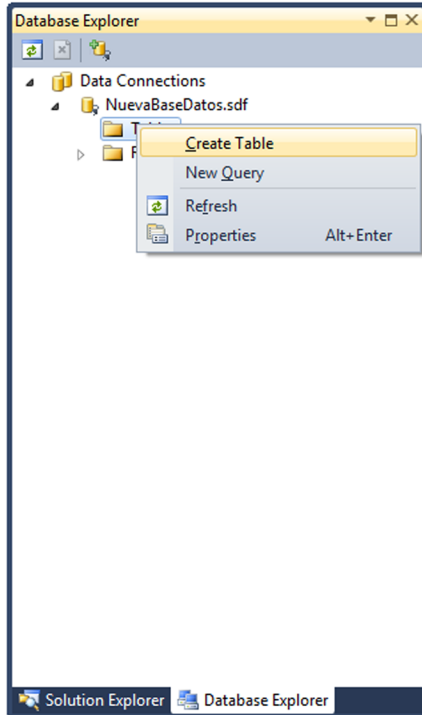 Database Explorer
Data Connections
NuevaBaseDatos.sdf
Create Table
New Query
Refresh
Properties Alt+Enter
Solution Explorer Database Explorer